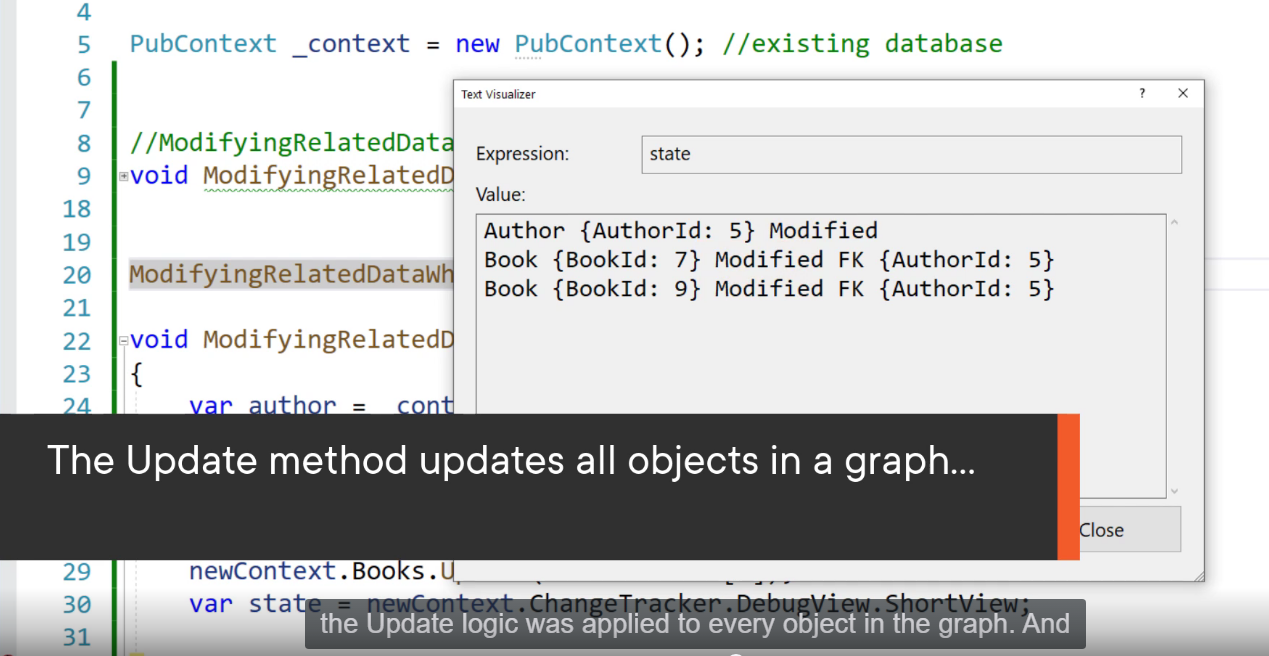 4
5 PubContext _context = new PubContext(); //existing database
6
7
8 //ModifyingRelatedData
9 void ModifyingRelatedD
18
19
20 ModifyingRelatedDataWh
21
22 void ModifyingRelatedD
23 {
24 var author = _cont
Text Visualizer
? ×
Expression: state
Value:
Author {AuthorId: 5} Modified
Book {BookId: 7} Modified FK {AuthorId: 5}
Book {BookId: 9} Modified FK {AuthorId: 5}
Close
The Update method updates all objects in a graph...
29 newContext.Books.U
30 var state = newContext.ChangeTracker.DebugView.ShortView;
31
the Update logic was applied to every object in the graph. And